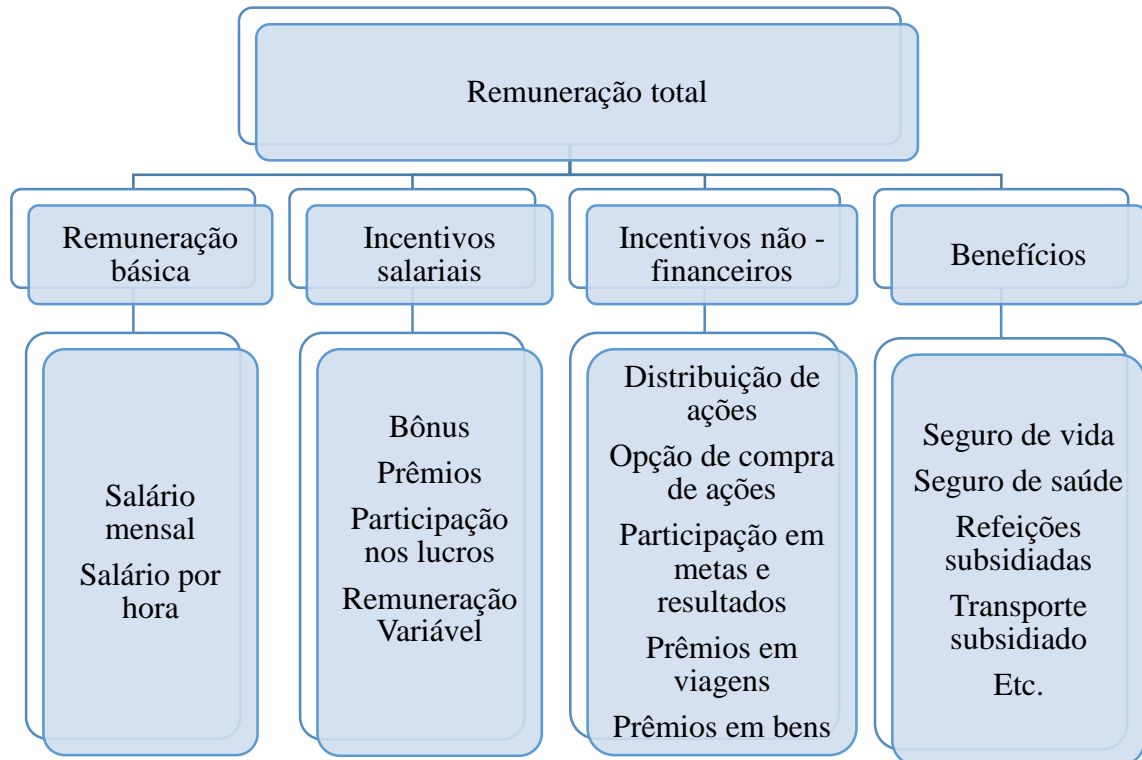 Remuneração total
Remuneração
básica
Incentivos
salariais
Incentivos não -
financeiros
Benefícios
Salário
mensal
Salário por
hora
Bônus
Prêmios
Participação
nos lucros
Remuneração
Variável
Distribuição de
ações
Opção de compra
de ações
Participação em
metas e
resultados
Prêmios em
viagens
Prêmios em bens
Seguro de vida
Seguro de saúde
Refeições
subsidiadas
Transporte
subsidiado
Etc.